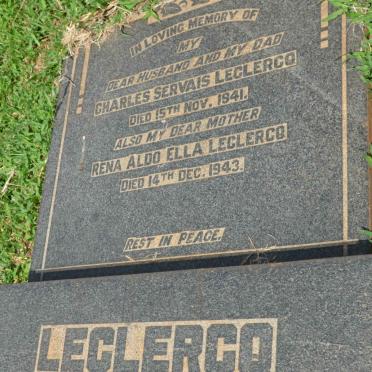 IN LOVING MEMORY OF
MY
DEAR HUSBAND AND MY DAD
CHARLES SERVAIS LECLERCQ
DIED 15TH NOV. 1941.
ALSO MY DEAR MOTHER
RENA ALDO ELLA LECLERCQ
DIED 14TH DEC. 1943.
REST IN PEACE.
LECLERCQ